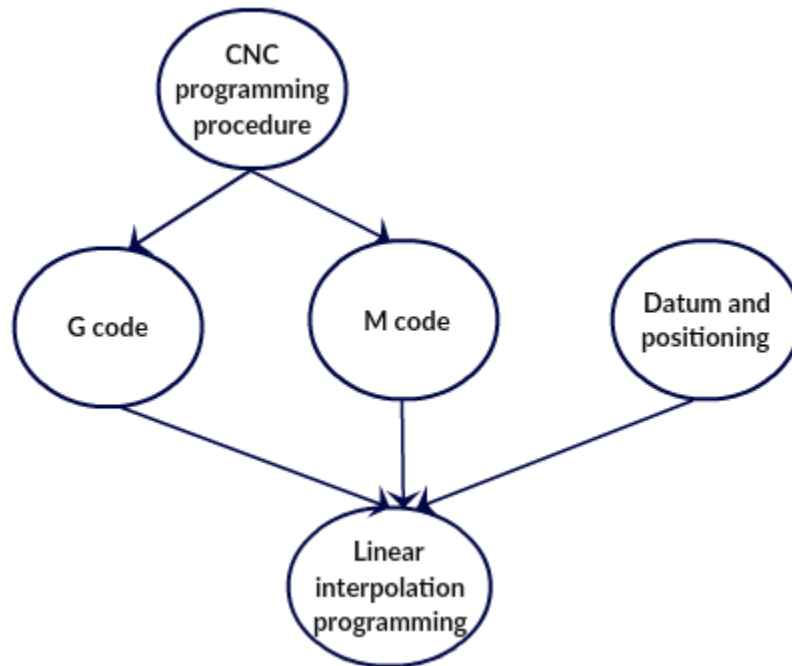 CNC
programming
procedure
G code
M code
Datum and
positioning
Linear
interpolation
programming